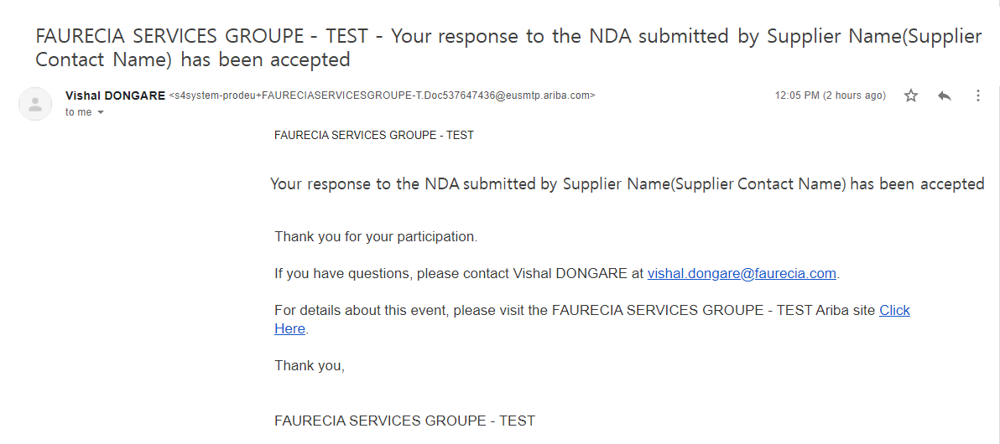 FAURECIA SERVICES GROUPE - TEST - Your response to the NDA submitted by Supplier Name(Supplier
Contact Name) has been accepted
Vishal DONGARE <s4system-prodeu+FAURECIASERVICESGROUPE-T.Doc537647436@eusmtp.ariba.com>
12:05 PM (2 hours ago)
to me
FAURECIA SERVICES GROUPE - TEST
Your response to the NDA submitted by Supplier Name(Supplier Contact Name) has been accepted
Thank you for your participation.
If you have questions, please contact Vishal DONGARE at vishal.dongare@faurecia.com.
For details about this event, please visit the FAURECIA SERVICES GROUPE - TEST Ariba site Click
Here.
Thank you,
FAURECIA SERVICES GROUPE - TEST